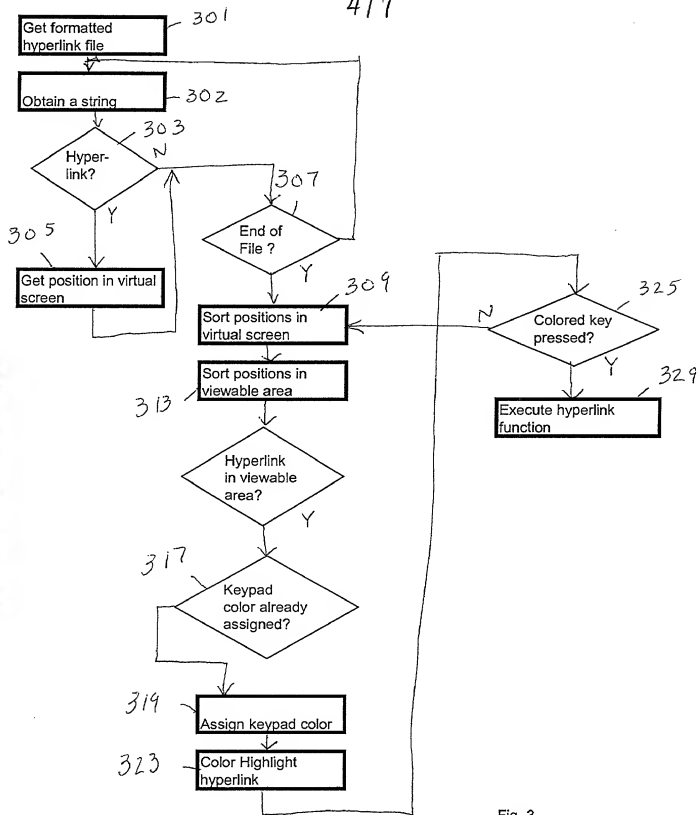 4/7
301
Get formatted
hyperlink file
Obtain a string
302
303
Hyper-
link?
N
Y
305
Get position in virtual
screen
307
End of
File ?
Y
309
Sort positions in
virtual screen
Sort positions in
viewable area
313
Hyperlink
in viewable
area?
Y
317
Keypad
color already
assigned?
319
Assign keypad color
323
Color Highlight
hyperlink
325
N
Colored key
pressed?
Y
329
Execute hyperlink
function
Fig. 3